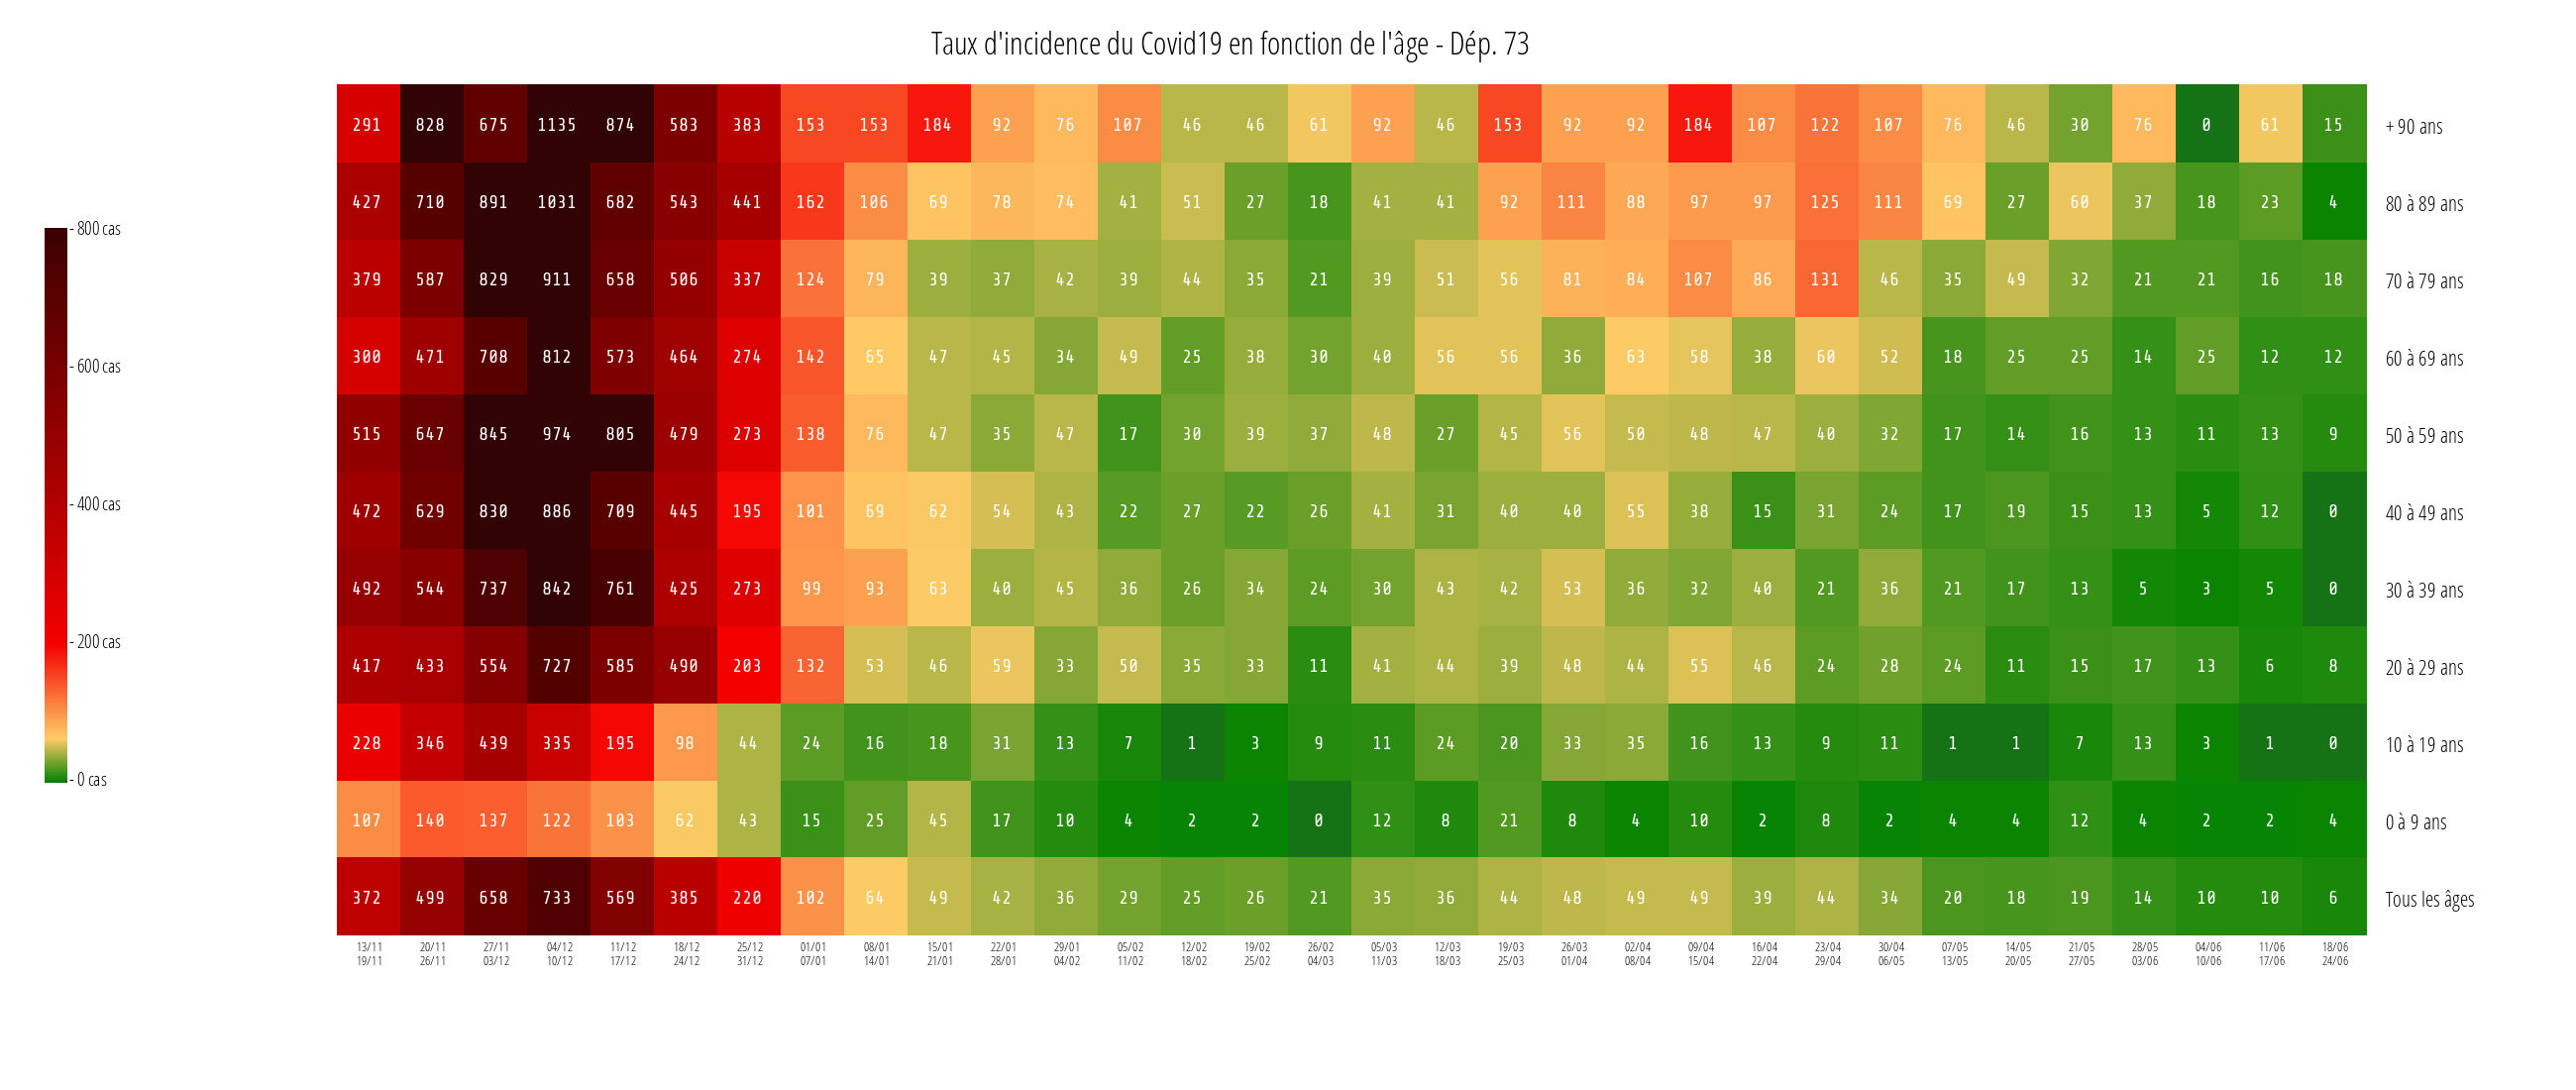 Taux d'incidence du Covid19 en fonction de l'âge - Dép. 73
- 800 cas
- 600 cas
- 400 cas
- 200 cas
- 0 cas
291 828 675 1135 874 583 383 153 153 184 92 76 107 46 46 61 92 46 153 92 92 184 107 122 107 76 46 30 76 0 61 15 + 90 ans
427 710 891 1031 682 543 441 162 106 69 78 74 41 51 27 18 41 41 92 111 88 97 97 125 111 69 27 60 37 18 23 4 80 à 89 ans
379 587 829 911 658 506 337 124 79 39 37 42 39 44 35 21 39 51 56 81 84 107 86 131 46 35 49 32 21 21 16 18 70 à 79 ans
300 471 708 812 573 464 274 142 65 47 45 34 49 25 38 30 40 56 56 36 63 58 38 60 52 18 25 25 14 25 12 12 60 à 69 ans
515 647 845 974 805 479 273 138 76 47 35 47 17 30 39 37 48 27 45 56 50 48 47 40 32 17 14 16 13 11 13 9 50 à 59 ans
472 629 830 886 709 445 195 101 69 62 54 43 22 27 22 26 41 31 40 40 55 38 15 31 24 17 19 15 13 5 12 0 40 à 49 ans
492 544 737 842 761 425 273 99 93 63 40 45 36 26 34 24 30 43 42 53 36 32 40 21 36 21 17 13 5 3 5 0 30 à 39 ans
417 433 554 727 585 490 203 132 53 46 59 33 50 35 33 11 41 44 39 48 44 55 46 24 28 24 11 15 17 13 6 8 20 à 29 ans
228 346 439 335 195 98 44 24 16 18 31 13 7 1 3 9 11 24 20 33 35 16 13 9 11 1 1 7 13 3 1 0 10 à 19 ans
107 140 137 122 103 62 43 15 25 45 17 10 4 2 2 0 12 8 21 8 4 10 2 8 2 4 4 12 4 2 2 4 0 à 9 ans
372 499 658 733 569 385 220 102 64 49 42 36 29 25 26 21 35 36 44 48 49 49 39 44 34 20 18 19 14 10 10 6 Tous les âges
13/11 20/11 27/11 04/12 11/12 18/12 25/12 01/01 08/01 15/01 22/01 29/01 05/02 12/02 19/02 26/02 05/03 12/03 19/03 26/03 02/04 09/04 16/04 23/04 30/04 07/05 14/05 21/05 28/05 04/06 11/06 18/06
19/11 26/11 03/12 10/12 17/12 24/12 31/12 07/01 14/01 21/01 28/01 04/02 11/02 18/02 25/02 04/03 11/03 18/03 25/03 01/04 08/04 15/04 22/04 29/04 06/05 13/05 20/05 27/05 03/06 10/06 17/06 24/06